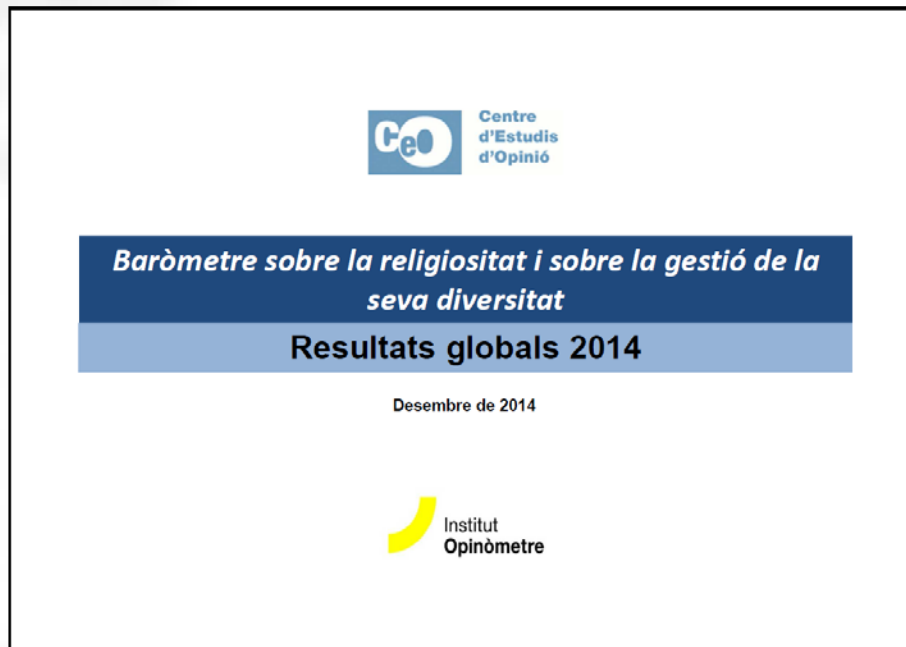 CeO
Centre
d'Estudis
d'Opinió
Baròmetre sobre la religiositat i sobre la gestió de la
seva diversitat
Resultats globals 2014
Desembre de 2014
Institut
Opinòmetre